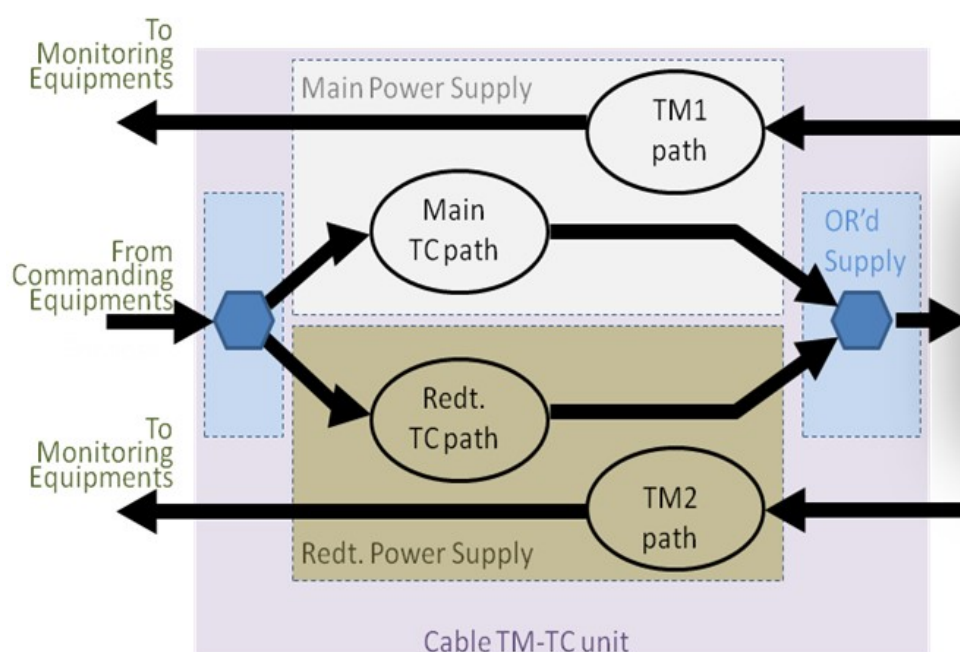 To
Monitoring
Equipments
Main Power Supply
TM1
path
Main
TC path
OR'd
Supply
From
Commanding
Equipments
Redt.
TC path
To
Monitoring
Equipments
TM2
path
Redt. Power Supply
Cable TM-TC unit